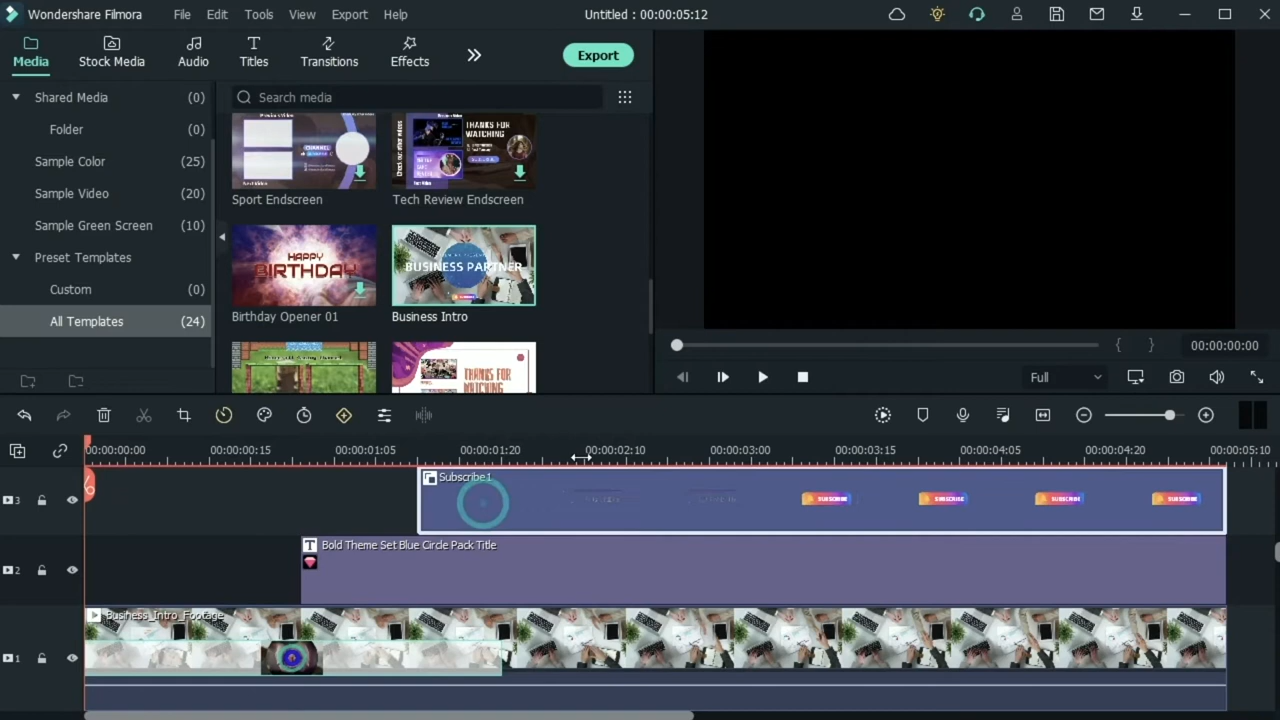 Wondershare Filmora File Edit Tools View Export Help Untitled : 00:00:05:12
Media Stock Media Audio Titles Transitions Effects Export
Shared Media (0)
Folder (0)
Sample Color (25)
Sample Video (20)
Sample Green Screen (10)
Preset Templates
Custom (0)
All Templates (24)
Search media
Sport Endscreen
THANKS FOR
WATCHING
Tech Review Endscreen
HAPPY
BIRTHDAY
Birthday Opener 01
BUSINESS PARTNER
Business Intro
THANKS FOR
WATCHING
00:00:00:00
Full
00:00:00:00 00:00:00:15 00:00:01:05 00:00:01:20 00:00:02:10 00:00:03:00 00:00:03:15 00:00:04:05 00:00:04:20 00:00:05:10
3
Subscribe1
SUBSCRIBE SUBSCRIBE SUBSCRIBE SUBSCRIBE
2
T Bold Theme Set Blue Circle Pack Title
1
Business_Intro_Footage